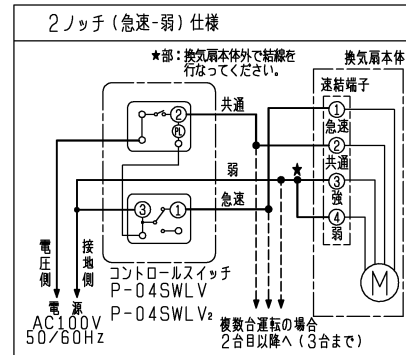 2ノッチ(急速-弱)仕様
★部:換気扇本体外で結線を
行なってください。
換気扇本体
速結端子
共通
② 
PL
弱
③ ①
急速
★
①
急速
②
共通
③
強
④
弱
M
電圧側
接地側
電源
AC100V
50/60Hz
コントロールスイッチ
P-04SWLV
P-04SWLV₂
複数台運転の場合
2台目以降へ(3台まで)